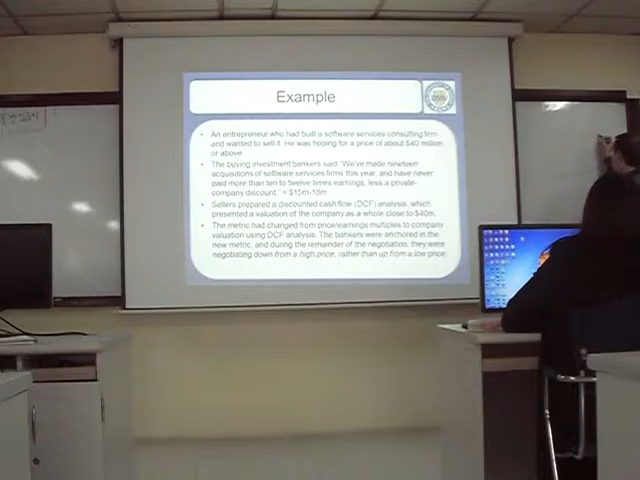 Example
• An entrepreneur who had built a software services consulting firm
and wanted to sell it. He was hoping for a price of about $40 million
or above
• The buying investment bankers said "We've made nineteen
acquisitions of software services firms this year, and have never
paid more than ten to twelve times earnings, less a private-
company discount." = $15m-18m
• Sellers prepared a discounted cash flow (DCF) analysis, which
presented a valuation of the company as a whole close to $40m,
• The metric had changed from price/earnings multiples to company
valuation using DCF analysis. The bankers were anchored in the
new metric, and during the remainder of the negotiation, they were
negotiating down from a high price, rather than up from a low price.